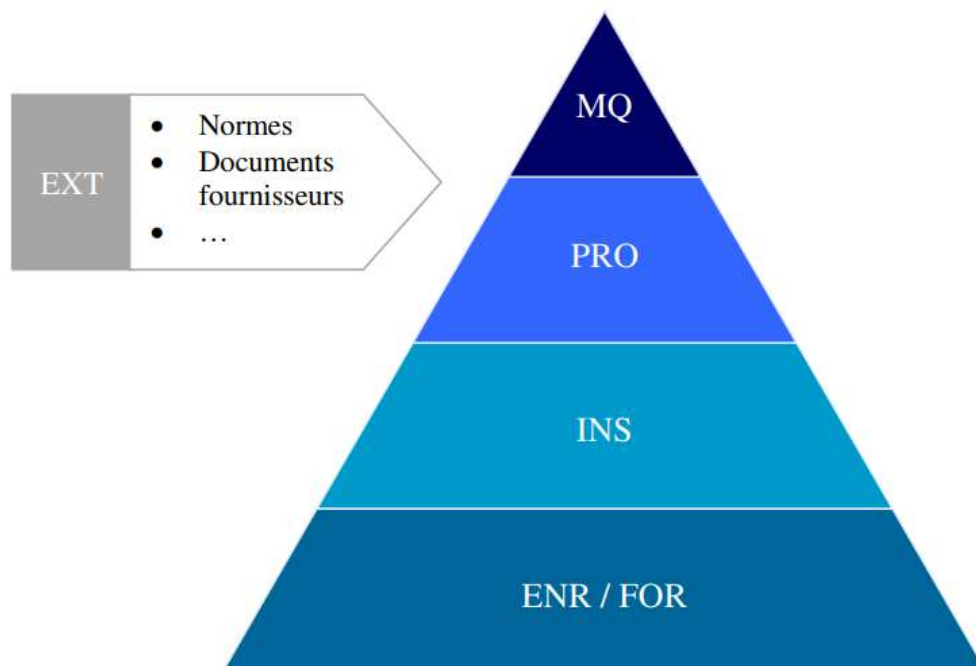 EXT
• Normes
• Documents
fournisseurs
• …
MQ
PRO
INS
ENR / FOR